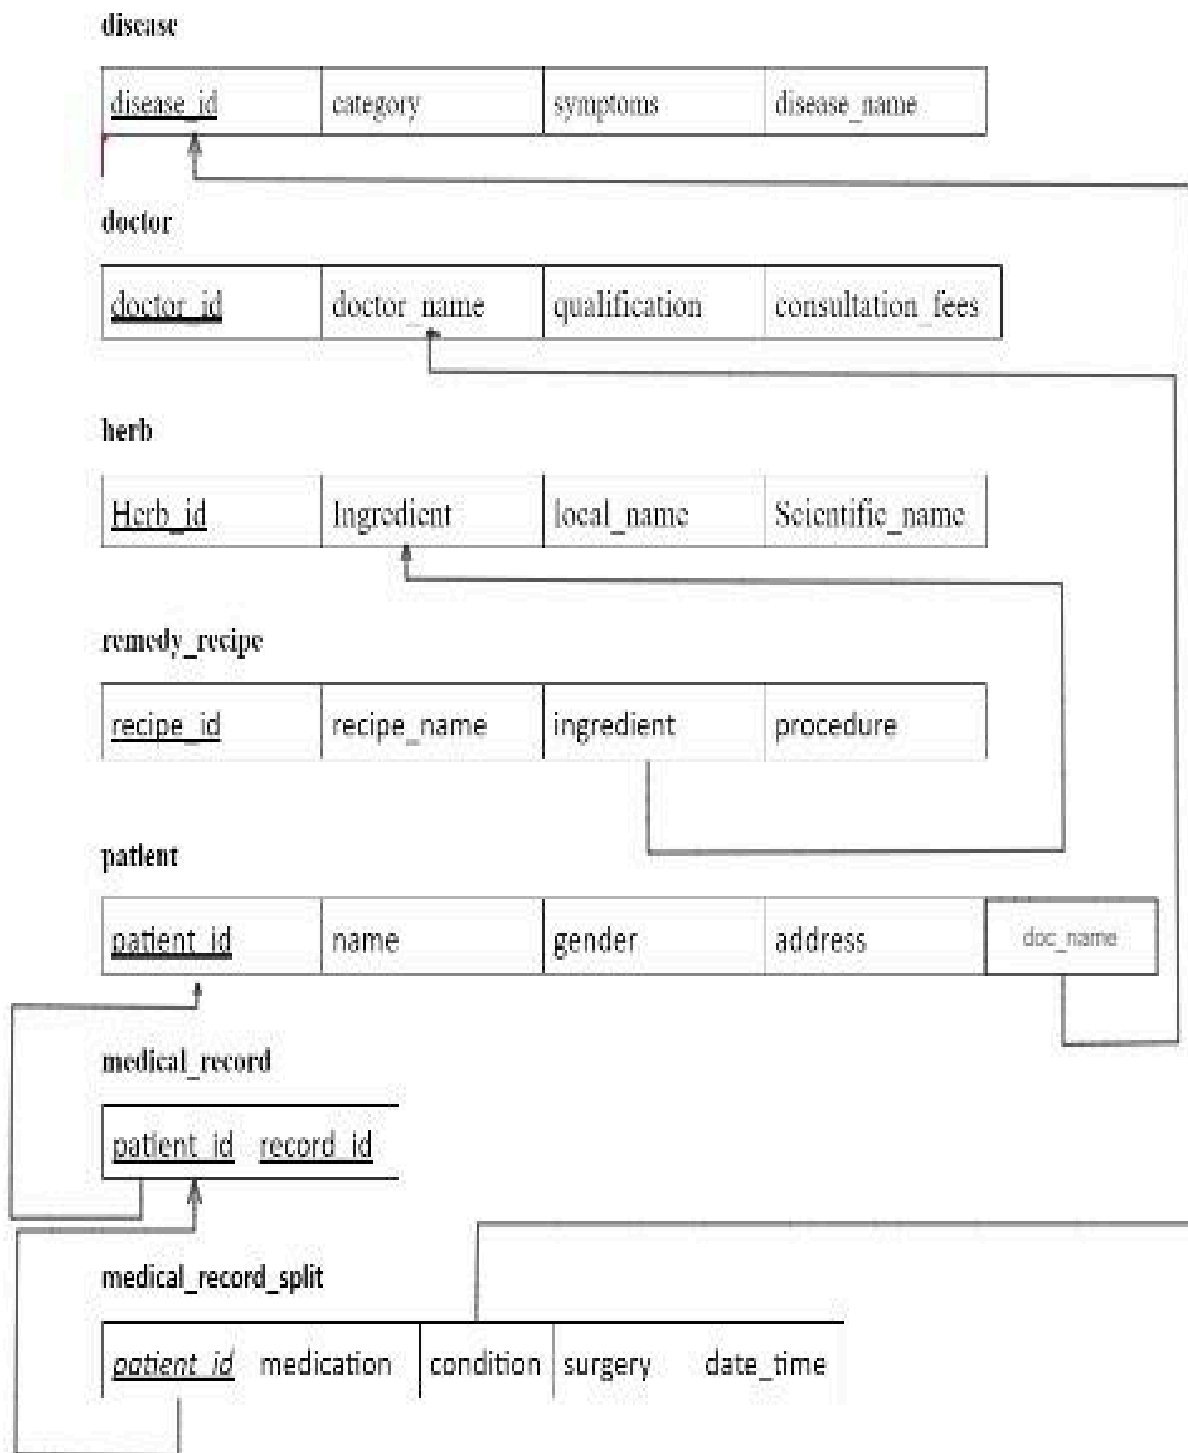 disease
disease_id category symptoms disease_name
doctor
doctor_id doctor_name qualification consultation_fees
herb
Herb_id Ingredient local_name Scientific_name
remedy_recipe
recipe_id recipe_name ingredient procedure
patient
patient_id name gender address doc_name
medical_record
patient_id record_id
medical_record_split
patient_id medication condition surgery date_time